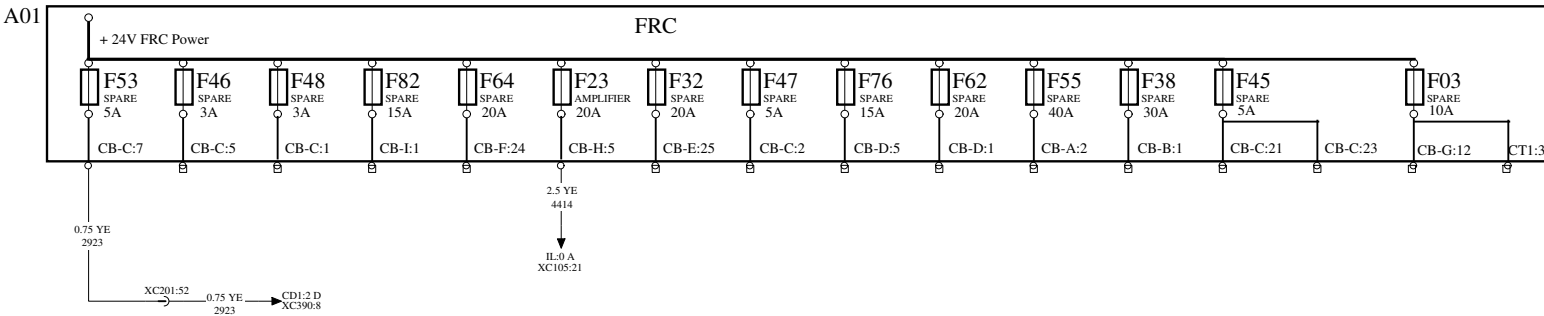 A01
FRC
+ 24V FRC Power
F53
SPARE
5A
F46
SPARE
3A
F48
SPARE
3A
F82
SPARE
15A
F64
SPARE
20A
F23
AMPLIFIER
20A
F32
SPARE
20A
F47
SPARE
5A
F76
SPARE
15A
F62
SPARE
20A
F55
SPARE
40A
F38
SPARE
30A
F45
SPARE
5A
F03
SPARE
10A
CB-C:7
CB-C:5
CB-C:1
CB-I:1
CB-F:24
CB-H:5
CB-E:25
CB-C:2
CB-D:5
CB-D:1
CB-A:2
CB-B:1
CB-C:21
CB-C:23
CB-G:12
CT1:3
2.5 YE
4414
0.75 YE
2923
IL:0 A
XC105:21
XC201:52
0.75 YE
2923
CD1:2 D
XC390:8